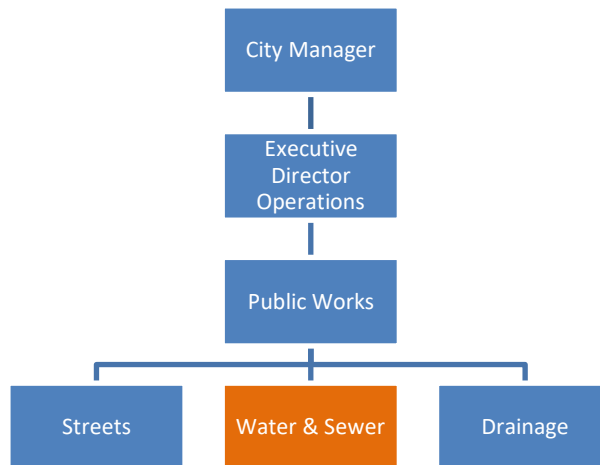 City Manager
Executive
Director
Operations
Public Works
Streets
Water & Sewer
Drainage